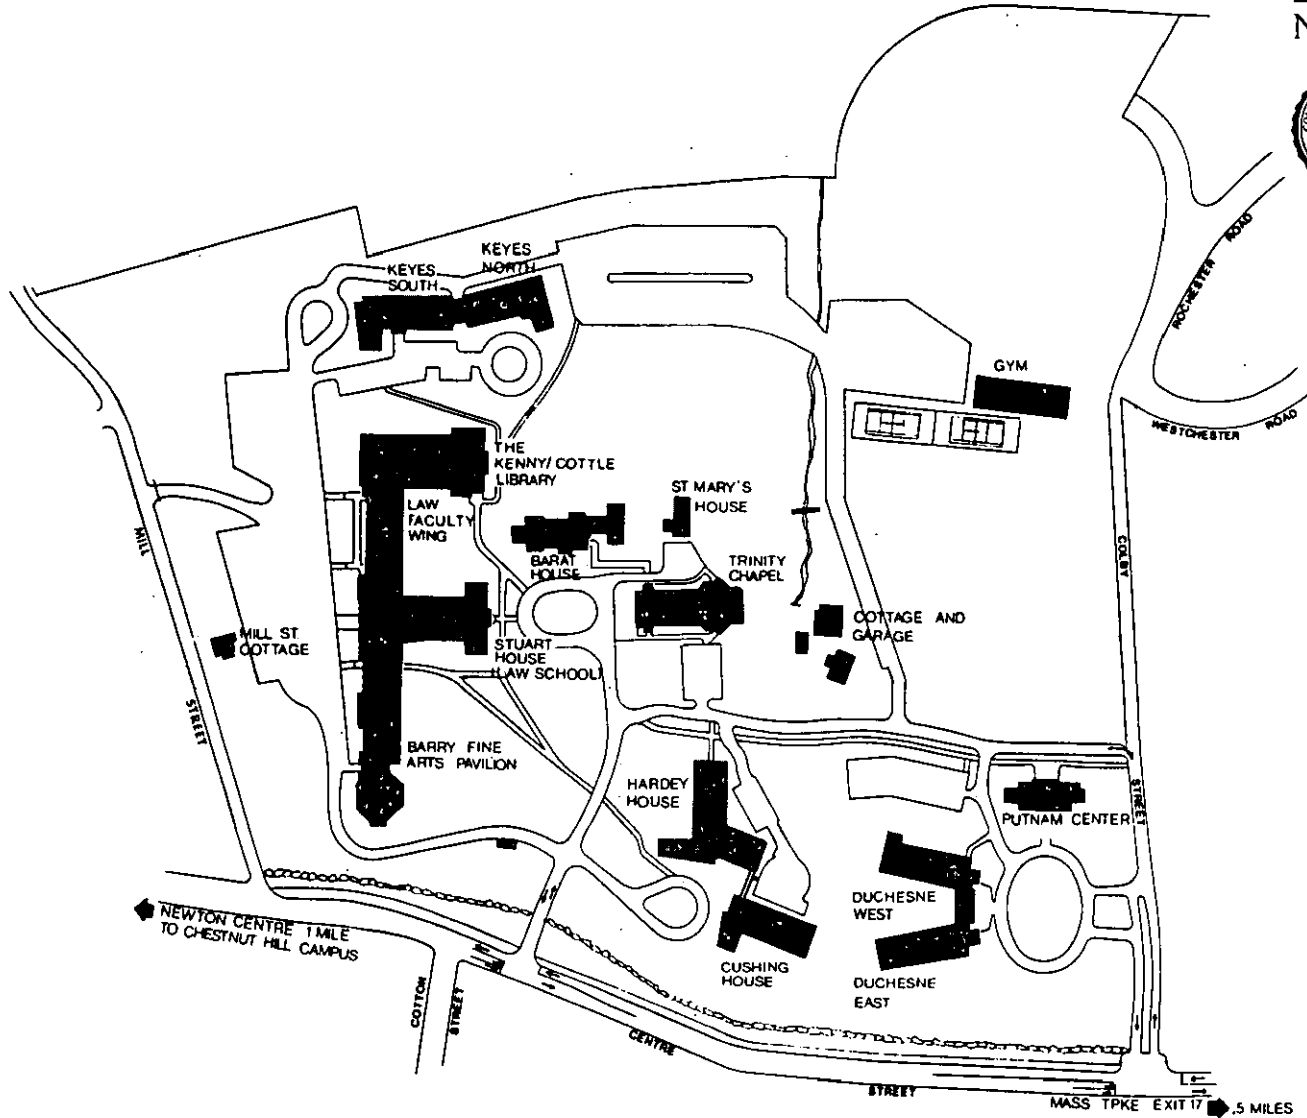 N
KEYES
NORTH
KEYES
SOUTH
ROCHESTER ROAD
GYM
WESTCHESTER ROAD
THE
KENNY/COTTLE
LIBRARY
ST MARY'S
HOUSE
LAW
FACULTY
WING
BARAT
HOUSE
TRINITY
CHAPEL
COTTAGE AND
GARAGE
MILL ST.
COTTAGE
STUART
HOUSE
(LAW SCHOOL)
MILL STREET
COLBY STREET
BARRY FINE
ARTS PAVILION
HARDEY
HOUSE
PUTNAM CENTER
DUCHESNE
WEST
DUCHESNE
EAST
CUSHING
HOUSE
NEWTON CENTRE 1 MILE
TO CHESTNUT HILL CAMPUS
COTTON STREET
CENTRE STREET
MASS TPKE EXIT 17 .5 MILES